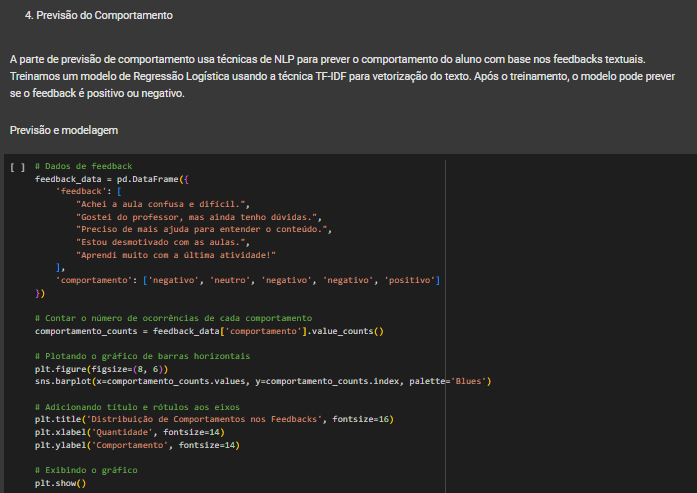 4. Previsão do Comportamento
A parte de previsão de comportamento usa técnicas de NLP para prever o comportamento do aluno com base nos feedbacks textuais.
Treinamos um modelo de Regressão Logística usando a técnica TF-IDF para vetorização do texto. Após o treinamento, o modelo pode prever
se o feedback é positivo ou negativo.
Previsão e modelagem
[ ] # Dados de feedback
feedback_data = pd.DataFrame({
    'feedback': [
        "Achei a aula confusa e difícil.",
        "Gostei do professor, mas ainda tenho dúvidas.",
        "Preciso de mais ajuda para entender o conteúdo.",
        "Estou desmotivado com as aulas.",
        "Aprendi muito com a última atividade!"
    ],
    'comportamento': ['negativo', 'neutro', 'negativo', 'negativo', 'positivo']
})
# Contar o número de ocorrências de cada comportamento
comportamento_counts = feedback_data['comportamento'].value_counts()
# Plotando o gráfico de barras horizontais
plt.figure(figsize=(8, 6))
sns.barplot(x=comportamento_counts.values, y=comportamento_counts.index, palette='Blues')
# Adicionando título e rótulos aos eixos
plt.title('Distribuição de Comportamentos nos Feedbacks', fontsize=16)
plt.xlabel('Quantidade', fontsize=14)
plt.ylabel('Comportamento', fontsize=14)
# Exibindo o gráfico
plt.show()